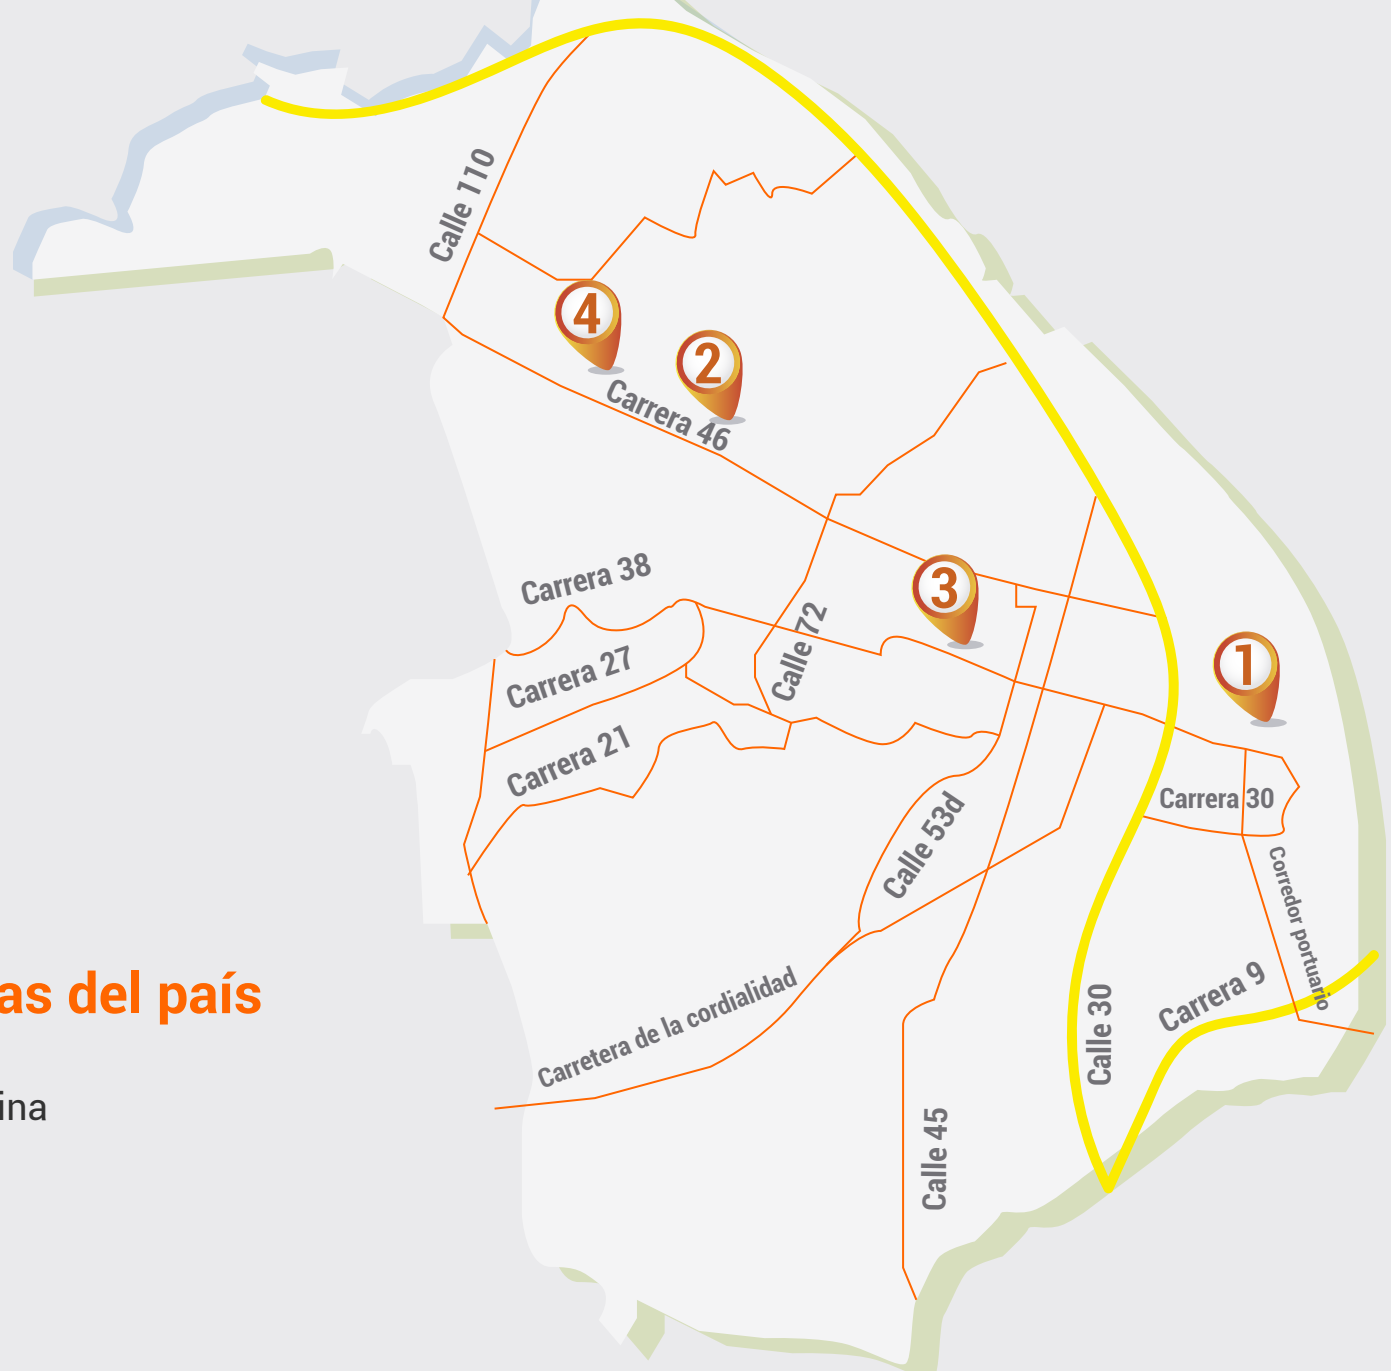 Calle 110
4
2
Carrera 46
Carrera 38
3
Calle 72
Carrera 27
1
Carrera 21
Carrera 30
Calle 53d
Corredor portuario
as del país
Carretera de la cordialidad
Carrera 9
Calle 30
ina
Calle 45